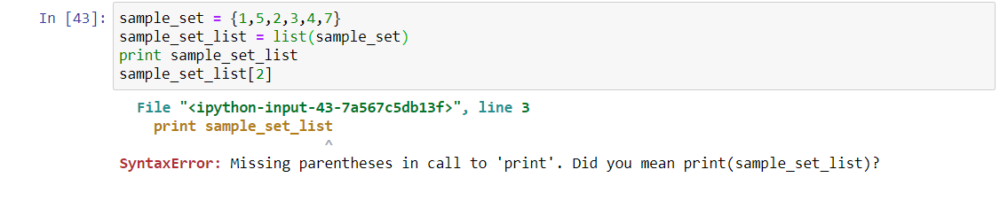 In [43]: sample_set = {1,5,2,3,4,7}
sample_set_list = list(sample_set)
print sample_set_list
sample_set_list[2]
File "<ipython-input-43-7a567c5db13f>", line 3
print sample_set_list
^
SyntaxError: Missing parentheses in call to 'print'. Did you mean print(sample_set_list)?